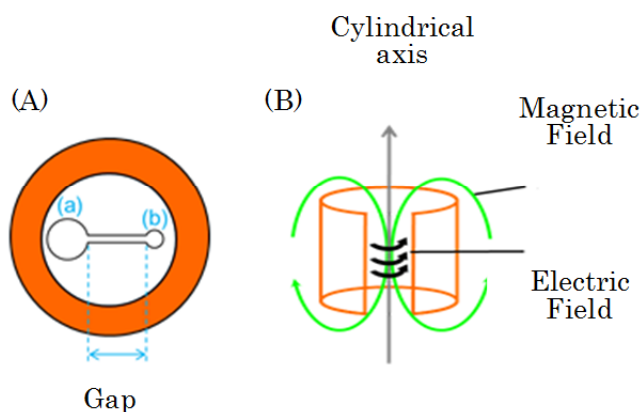 (A)
(a)
(b)
Gap
(B)
Cylindrical
axis
Magnetic
Field
Electric
Field